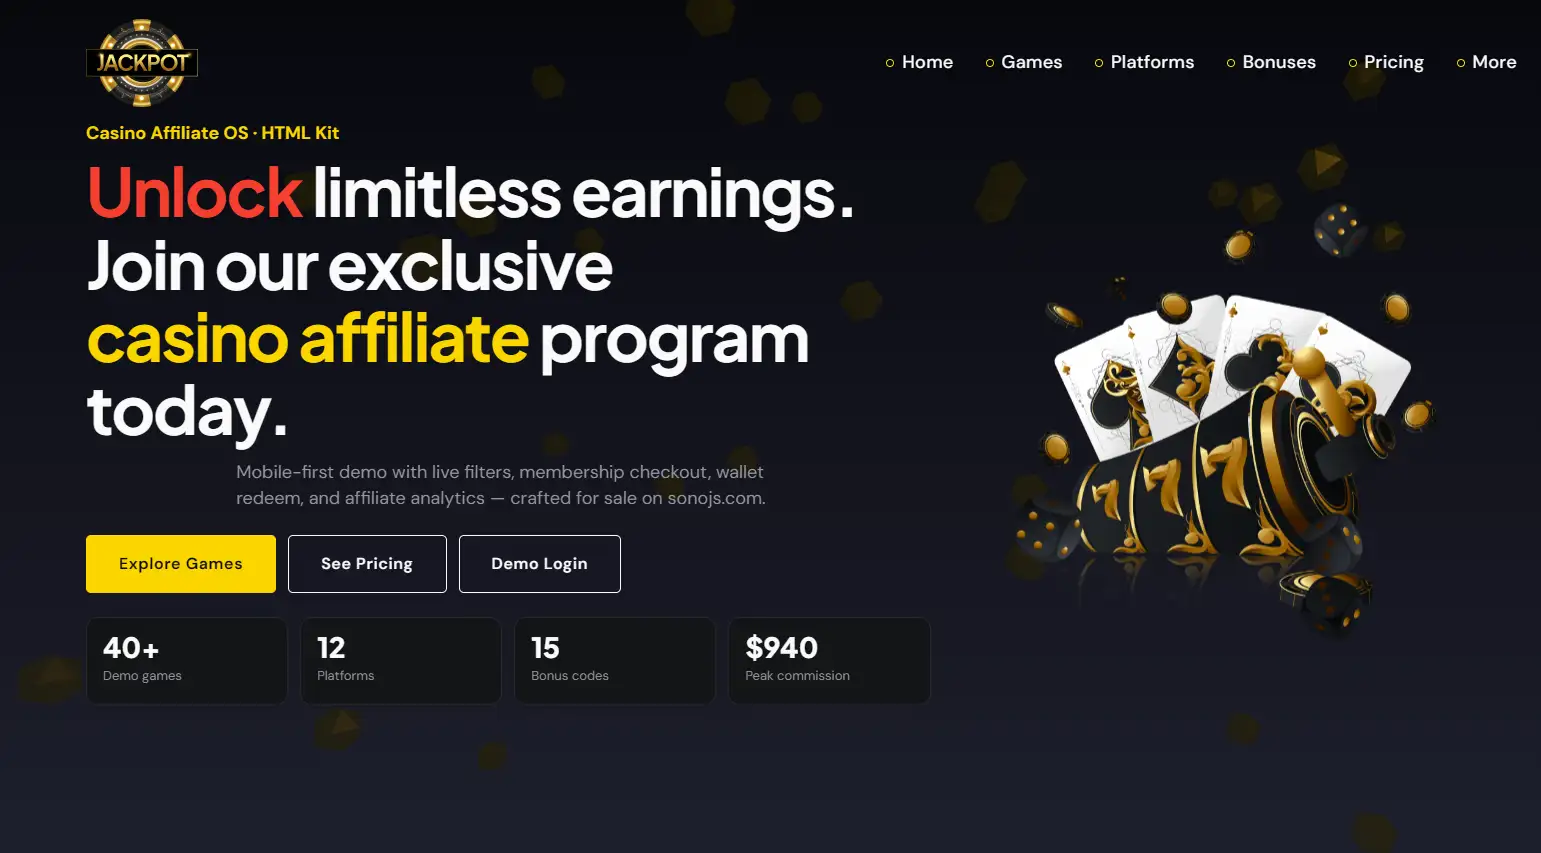 JACKPOT
Home
Games
Platforms
Bonuses
Pricing
More
Casino Affiliate OS · HTML Kit
Unlock limitless earnings.
Join our exclusive
casino affiliate program
today.
Mobile-first demo with live filters, membership checkout, wallet
redeem, and affiliate analytics — crafted for sale on sonojs.com.
Explore Games
See Pricing
Demo Login
40+
Demo games
12
Platforms
15
Bonus codes
$940
Peak commission
7 7 7